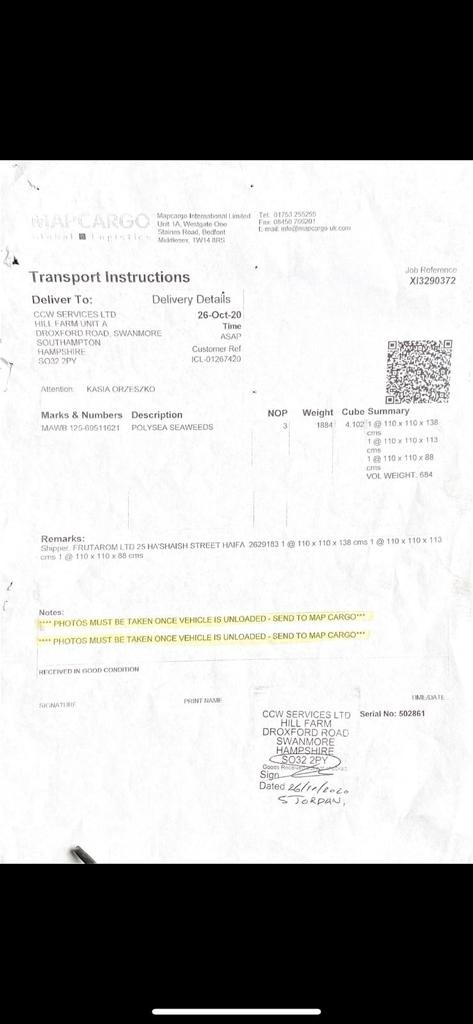 MAPCARGO
Global Logistics
Mapcargo International Limited
Unit 1A, Westgate One
Staines Road, Bedfont
Middlesex, TW14 8RS
Tel: 01753 255255
Fax: 08450 706201
E-mail: info@mapcargo-uk.com
Transport Instructions
Job Reference
XI3290372
Deliver To:
CCW SERVICES LTD
HILL FARM UNIT A
DROXFORD ROAD, SWANMORE
SOUTHAMPTON
HAMPSHIRE
SO32 2PY
Delivery Details
26-Oct-20
Time
ASAP
Customer Ref
ICL-01267420
Attention: KASIA ORZESZKO
Marks & Numbers Description NOP Weight Cube Summary
MAWB 125-60511621 POLYSEA SEAWEEDS 3 1884 4.102 1 @ 110 x 110 x 138
cms
1 @ 110 x 110 x 113
cms
1 @ 110 x 110 x 88
cms
VOL WEIGHT: 684
Remarks:
Shipper: FRUTAROM LTD 25 HA'SHAISH STREET HAIFA 2629183 1 @ 110 x 110 x 138 cms 1 @ 110 x 110 x 113
cms 1 @ 110 x 110 x 88 cms
Notes:
**** PHOTOS MUST BE TAKEN ONCE VEHICLE IS UNLOADED - SEND TO MAP CARGO***
**** PHOTOS MUST BE TAKEN ONCE VEHICLE IS UNLOADED - SEND TO MAP CARGO***
RECEIVED IN GOOD CONDITION
SIGNATURE PRINT NAME TIME/DATE
CCW SERVICES LTD
HILL FARM
DROXFORD ROAD
SWANMORE
HAMPSHIRE
SO32 2PY
Goods Received
Sign
Dated 26/10/2020
S JORDAN,
Serial No: 502861